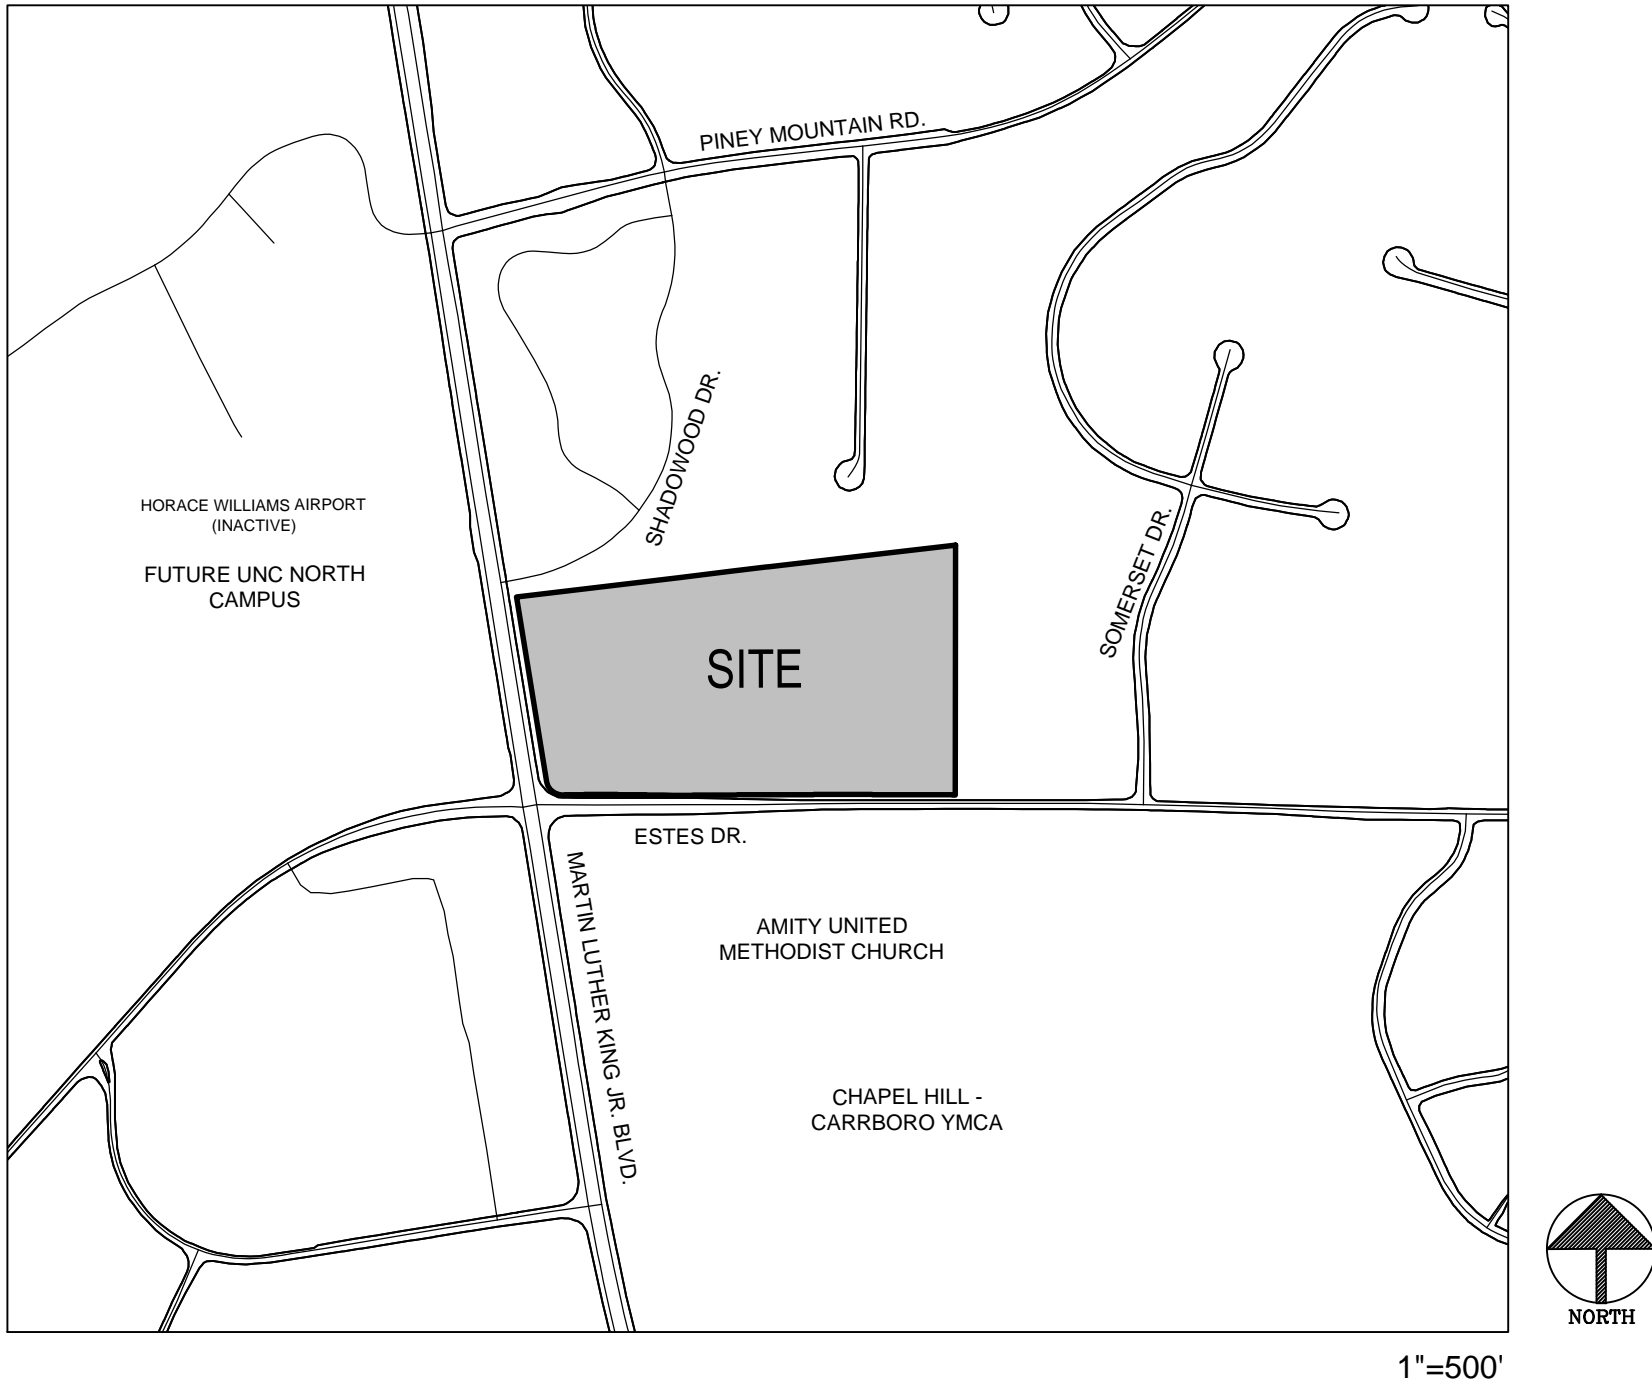 PINEY MOUNTAIN RD.
SHADOWOOD DR.
HORACE WILLIAMS AIRPORT
(INACTIVE)
FUTURE UNC NORTH
CAMPUS
SOMERSET DR.
SITE
ESTES DR.
MARTIN LUTHER KING JR. BLVD.
AMITY UNITED
METHODIST CHURCH
CHAPEL HILL -
CARRBORO YMCA
NORTH
1"=500'